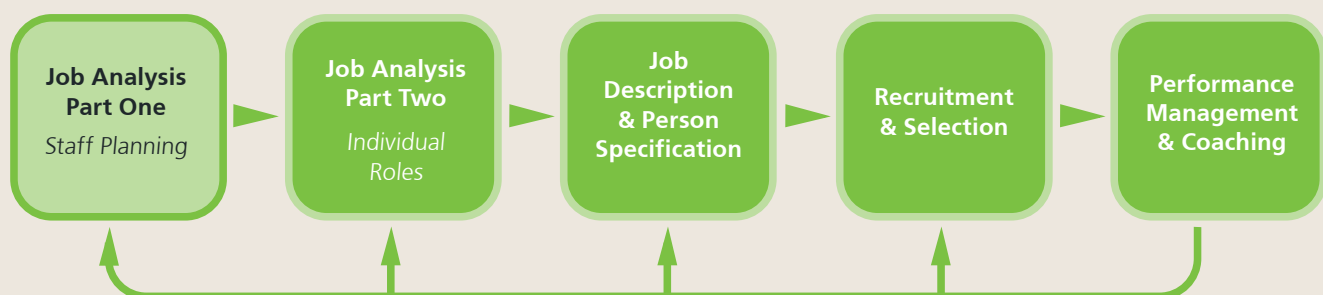 Job Analysis
Part One
Staff Planning
Job Analysis
Part Two
Individual
Roles
Job
Description
& Person
Specification
Recruitment
& Selection
Performance
Management
& Coaching